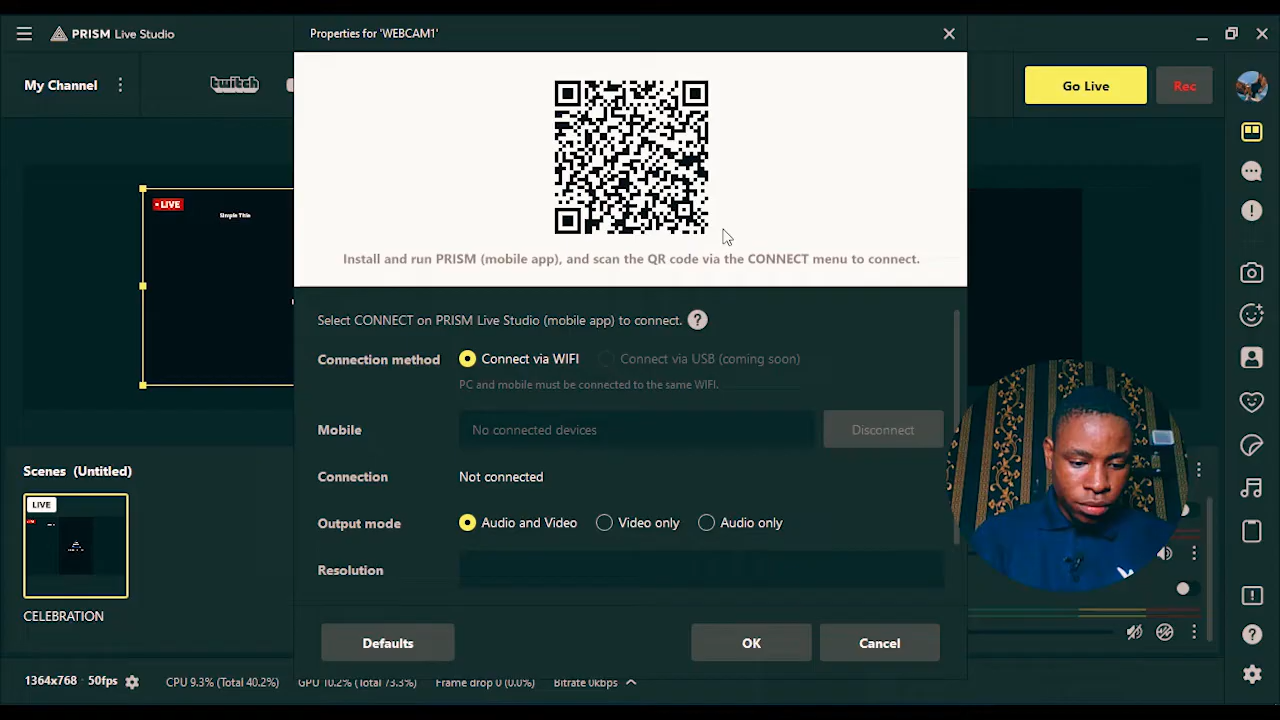 PRISM Live Studio
Properties for 'WEBCAM1'
My Channel
twitch
Go Live
Rec
LIVE
Simple Title
Install and run PRISM (mobile app), and scan the QR code via the CONNECT menu to connect.
Select CONNECT on PRISM Live Studio (mobile app) to connect. ?
Connection method
Connect via WIFI
Connect via USB (coming soon)
PC and mobile must be connected to the same WIFI.
Mobile
No connected devices
Disconnect
Connection
Not connected
Output mode
Audio and Video
Video only
Audio only
Resolution
Scenes (Untitled)
LIVE
CELEBRATION
Defaults
OK
Cancel
1364x768 · 50fps
CPU 9.3% (Total 40.2%)
GPU 10.2% (Total 73.3%)
Frame drop 0 (0.0%)
Bitrate 0kbps